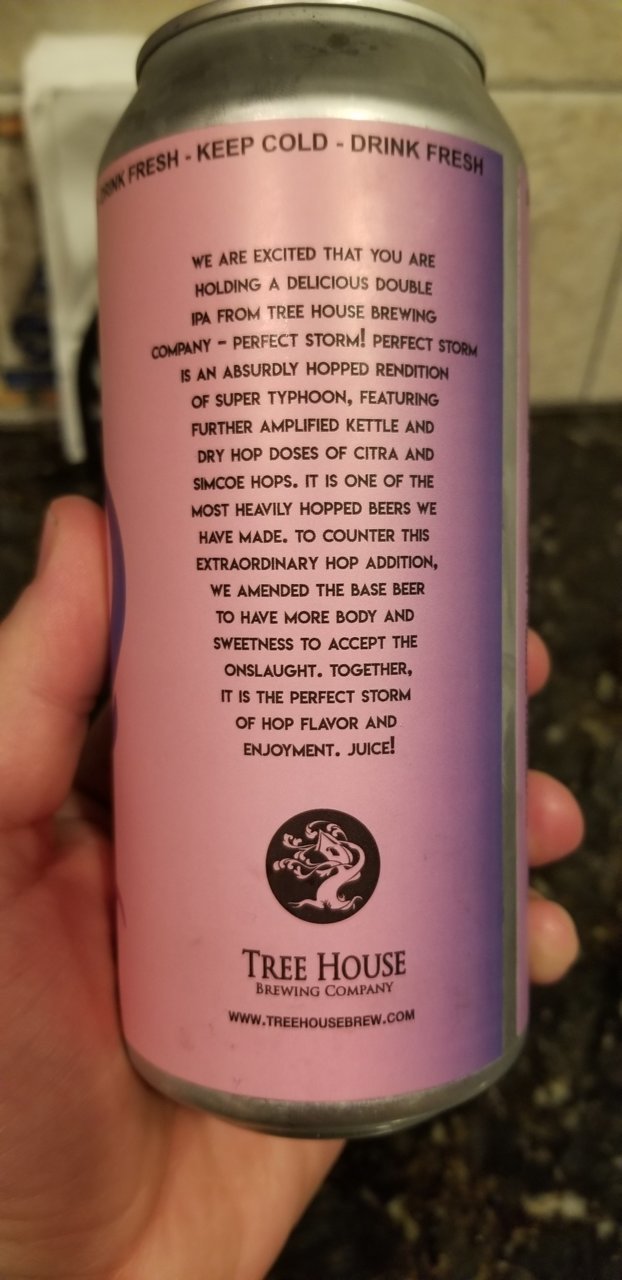 DRINK FRESH - KEEP COLD - DRINK FRESH
WE ARE EXCITED THAT YOU ARE
HOLDING A DELICIOUS DOUBLE
IPA FROM TREE HOUSE BREWING
COMPANY - PERFECT STORM! PERFECT STORM
IS AN ABSURDLY HOPPED RENDITION
OF SUPER TYPHOON, FEATURING
FURTHER AMPLIFIED KETTLE AND
DRY HOP DOSES OF CITRA AND
SIMCOE HOPS. IT IS ONE OF THE
MOST HEAVILY HOPPED BEERS WE
HAVE MADE. TO COUNTER THIS
EXTRAORDINARY HOP ADDITION,
WE AMENDED THE BASE BEER
TO HAVE MORE BODY AND
SWEETNESS TO ACCEPT THE
ONSLAUGHT. TOGETHER,
IT IS THE PERFECT STORM
OF HOP FLAVOR AND
ENJOYMENT. JUICE!
TREE HOUSE
BREWING COMPANY
WWW.TREEHOUSEBREW.COM